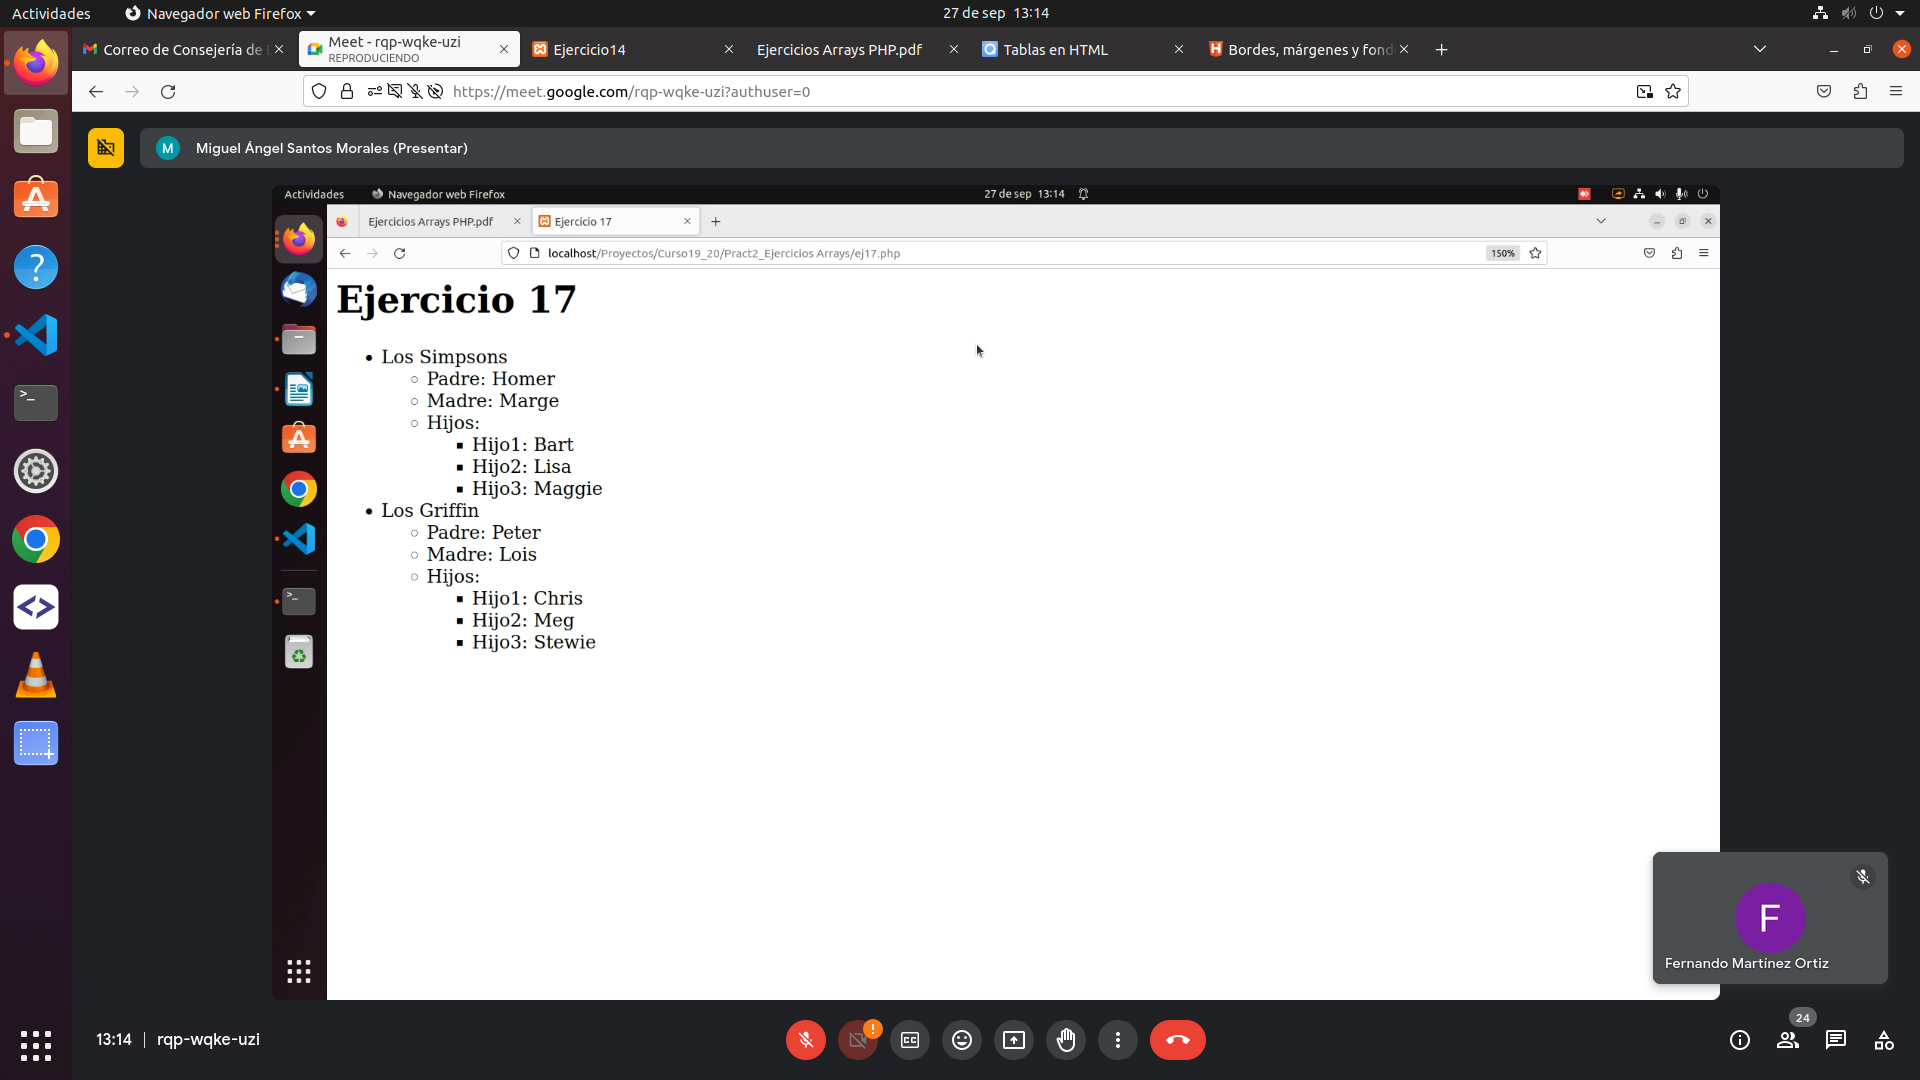 Actividades
Navegador web Firefox
27 de sep 13:14
Correo de Consejería de
Meet - rqp-wqke-uzi
REPRODUCIENDO
Ejercicio14
Ejercicios Arrays PHP.pdf
Tablas en HTML
Bordes, márgenes y fond
https://meet.google.com/rqp-wqke-uzi?authuser=0
M
Miguel Ángel Santos Morales (Presentar)
Actividades
Navegador web Firefox
27 de sep 13:14
Ejercicios Arrays PHP.pdf
Ejercicio 17
localhost/Proyectos/Curso19_20/Pract2_Ejercicios Arrays/ej17.php
150%
Ejercicio 17
Los Simpsons
Padre: Homer
Madre: Marge
Hijos:
Hijo1: Bart
Hijo2: Lisa
Hijo3: Maggie
Los Griffin
Padre: Peter
Madre: Lois
Hijos:
Hijo1: Chris
Hijo2: Meg
Hijo3: Stewie
F
Fernando Martínez Ortiz
13:14
rqp-wqke-uzi
CC
24